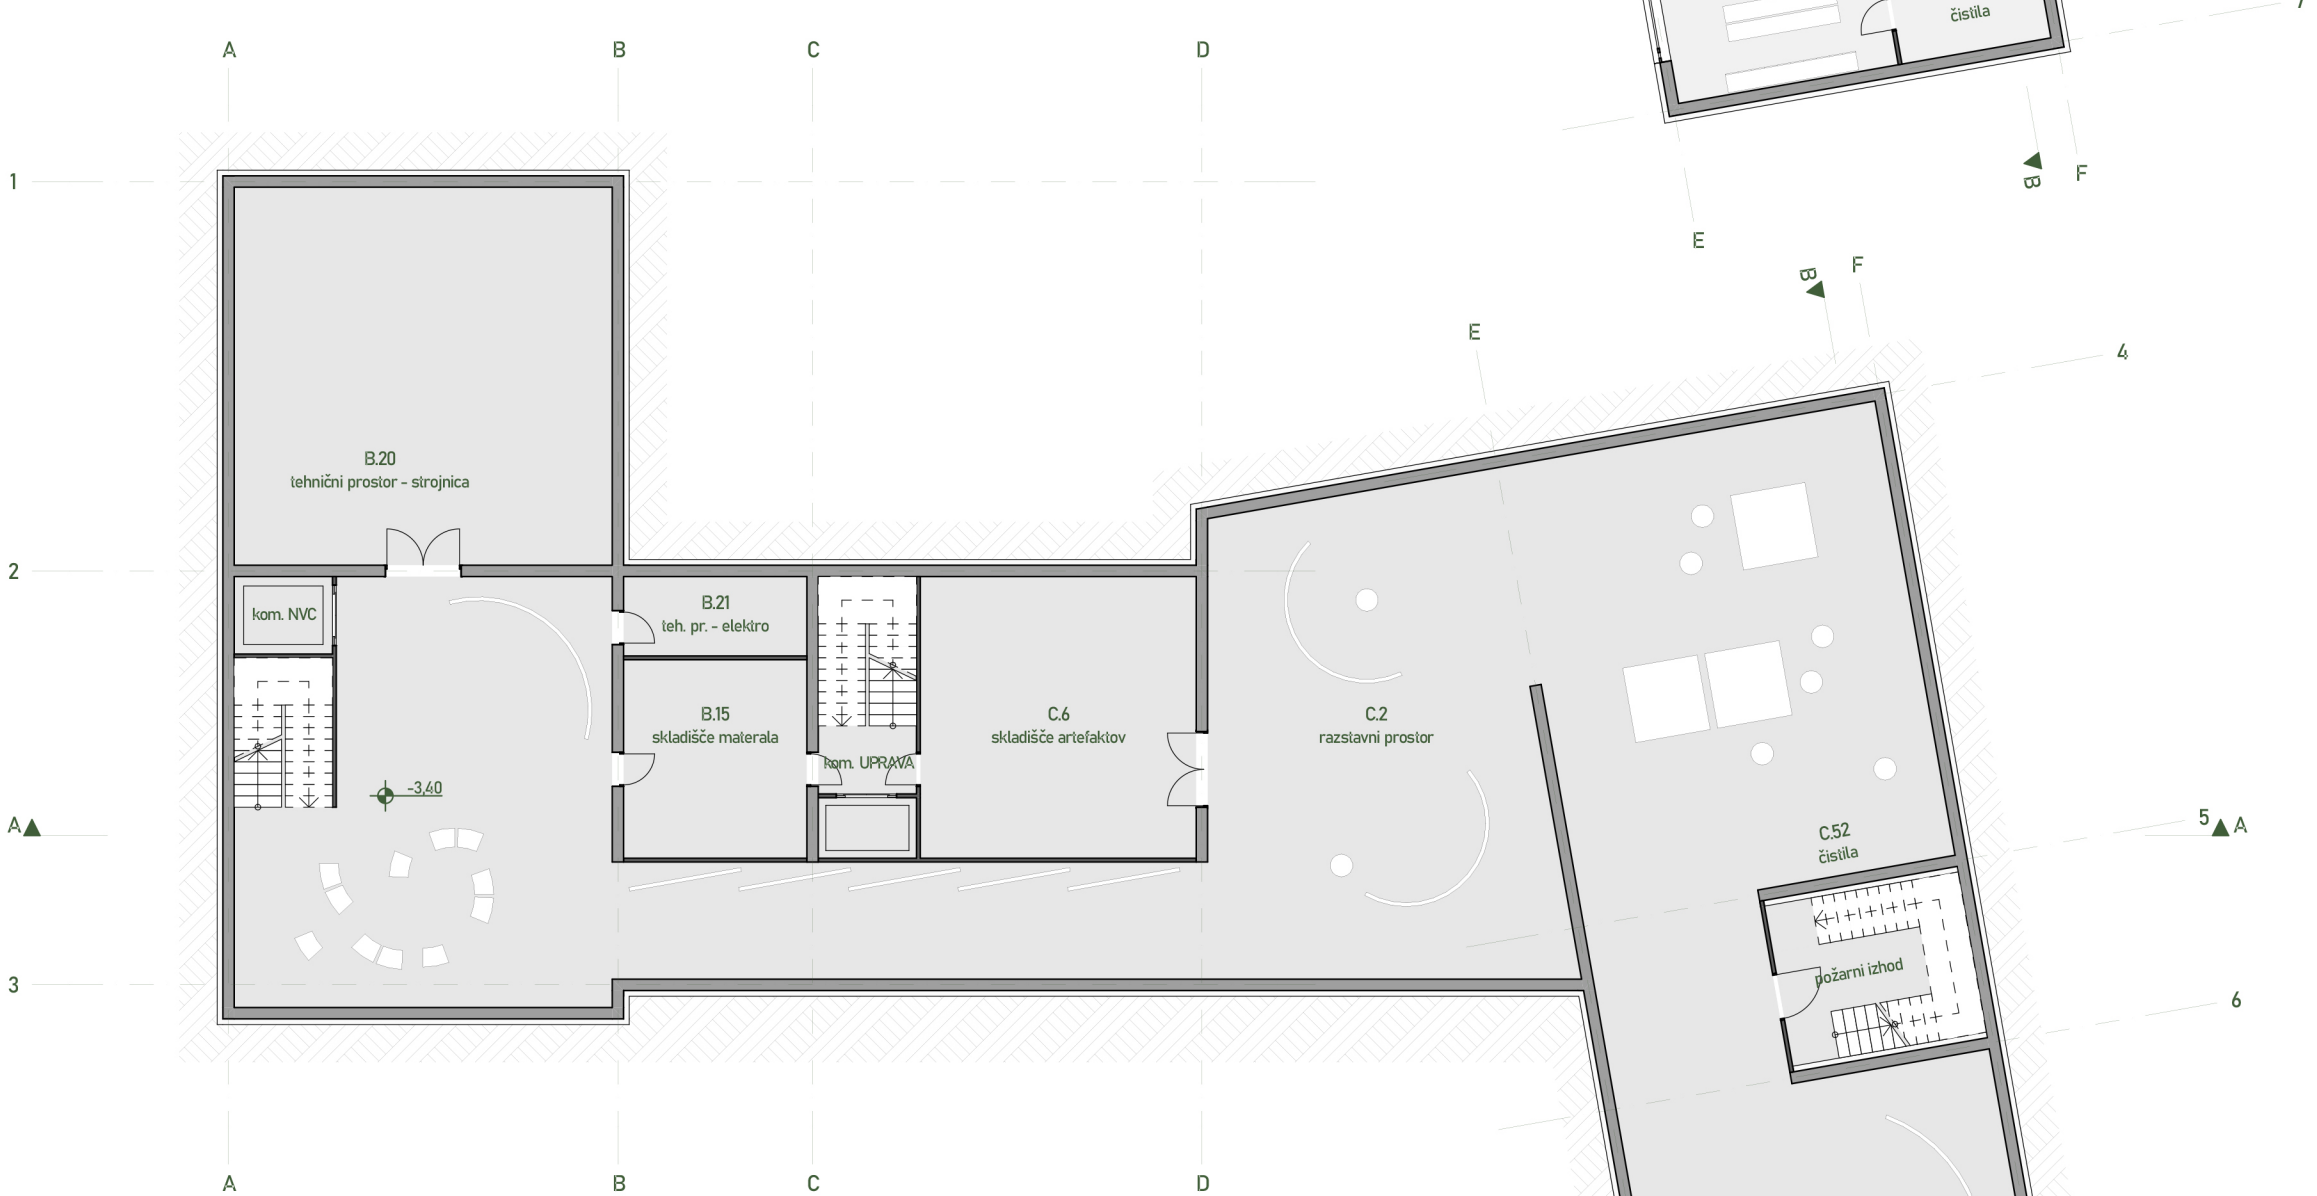 7
čistila
A
B
C
D
1
B
F
E
B
F
E
4
B.20
tehnični prostor - strojnica
2
kom. NVC
B.21
teh. pr. - elektro
B.15
skladišče materala
C.6
skladišče artefaktov
C.2
razstavni prostor
kom. UPRAVA
-3,40
A
5
A
C.52
čistila
požarni izhod
3
6
A
B
C
D